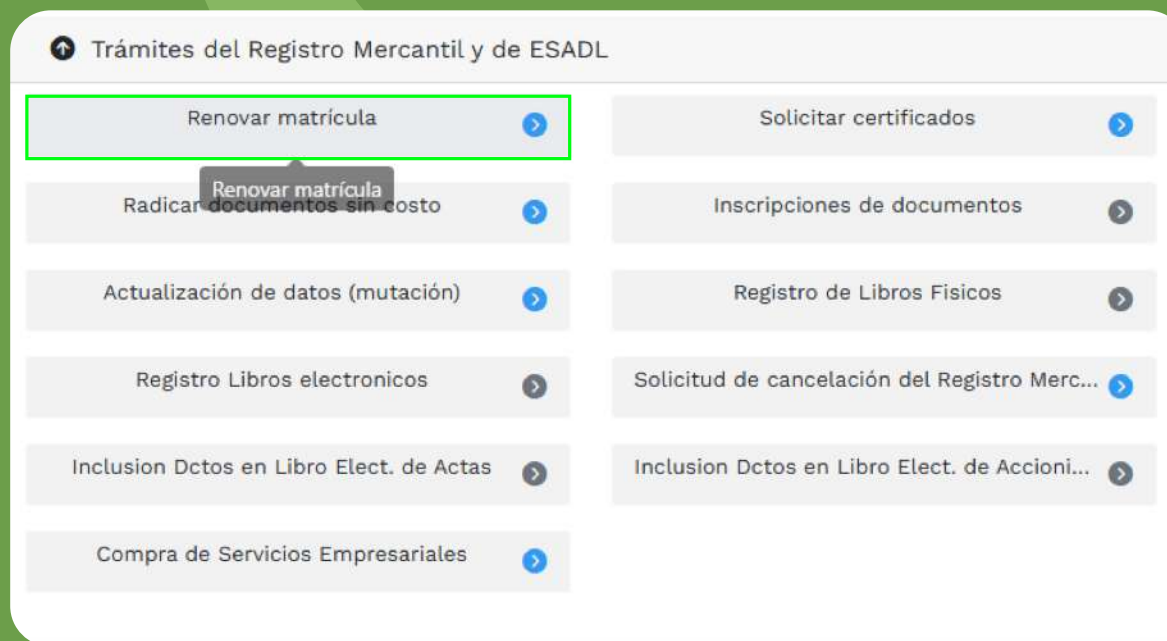 Trámites del Registro Mercantil y de ESADL
Renovar matrícula
Solicitar certificados
Renovar matrícula
Radicar documentos sin costo
Inscripciones de documentos
Actualización de datos (mutación)
Registro de Libros Fisicos
Registro Libros electronicos
Solicitud de cancelación del Registro Merc...
Inclusion Dctos en Libro Elect. de Actas
Inclusion Dctos en Libro Elect. de Accioni...
Compra de Servicios Empresariales